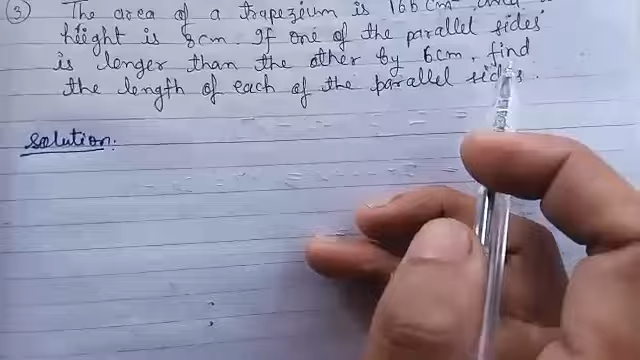 ③ The area of a trapezium is 166 cm and
height is 8cm. If one of the parallel sides
is longer than the other by 6cm, find
the length of each of the parallel sides.
Solution: